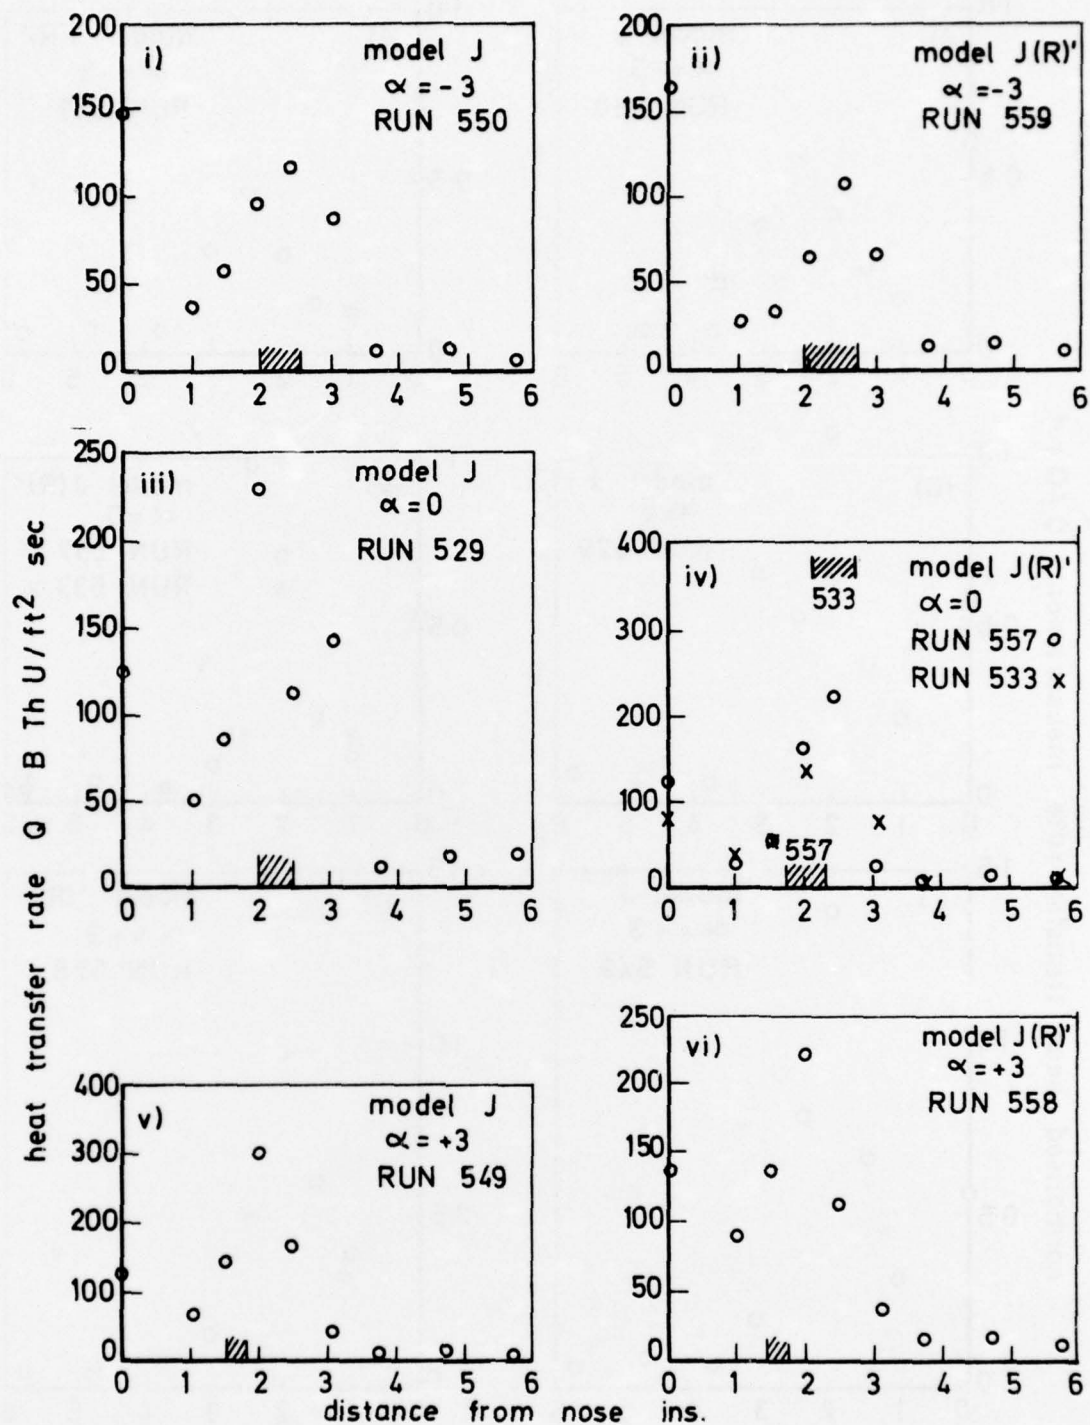 i)
model J
∝ = -3
RUN 550
200
150
100
50
0
0 1 2 3 4 5 6
ii)
model J(R)'
∝ =-3
RUN 559
200
150
100
50
0
0 1 2 3 4 5 6
iii)
model J
∝ = 0
RUN 529
250
200
150
100
50
0
0 1 2 3 4 5 6
iv)
533
model J(R)'
∝ = 0
RUN 557 o
RUN 533 x
557
400
300
200
100
0
0 1 2 3 4 5 6
v)
model J
∝ = +3
RUN 549
400
300
200
100
0
0 1 2 3 4 5 6
vi)
model J(R)'
∝ = +3
RUN 558
250
200
150
100
50
0
0 1 2 3 4 5 6
heat transfer rate Q B Th U/ft² sec
distance from nose ins.